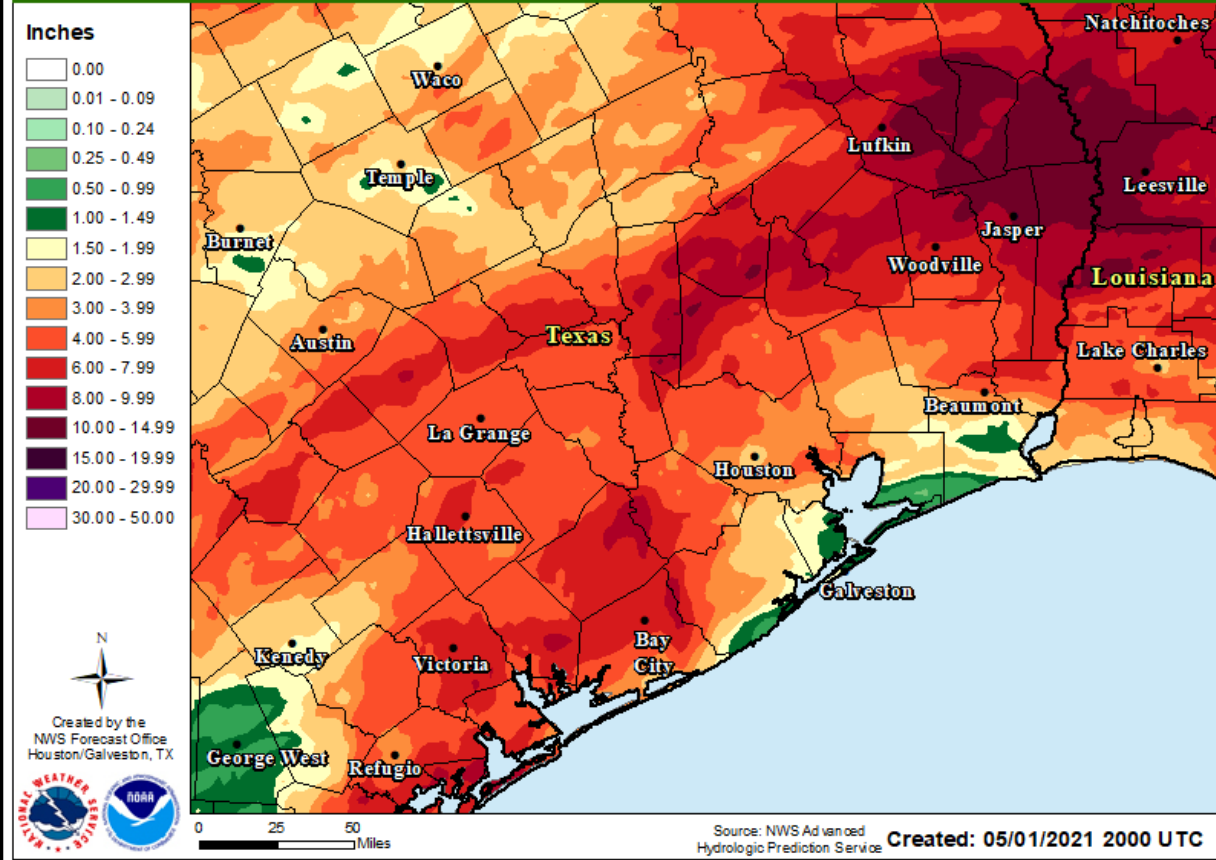 Inches
0.00
0.01 - 0.09
0.10 - 0.24
0.25 - 0.49
0.50 - 0.99
1.00 - 1.49
1.50 - 1.99
2.00 - 2.99
3.00 - 3.99
4.00 - 5.99
6.00 - 7.99
8.00 - 9.99
10.00 - 14.99
15.00 - 19.99
20.00 - 29.99
30.00 - 50.00
Natchitoches
Waco
Lufkin
Temple
Leesville
Jasper
Burnet
Woodville
Louisiana
Texas
Austin
Lake Charles
Beaumont
La Grange
Houston
Hallettsville
Galveston
Bay
City
Kenedy
Victoria
George West
Refugio
N
Created by the
NWS Forecast Office
Houston/Galveston, TX
NATIONAL WEATHER SERVICE
NOAA
0 25 50
Miles
Source: NWS Advanced
Hydrologic Prediction Service
Created: 05/01/2021 2000 UTC